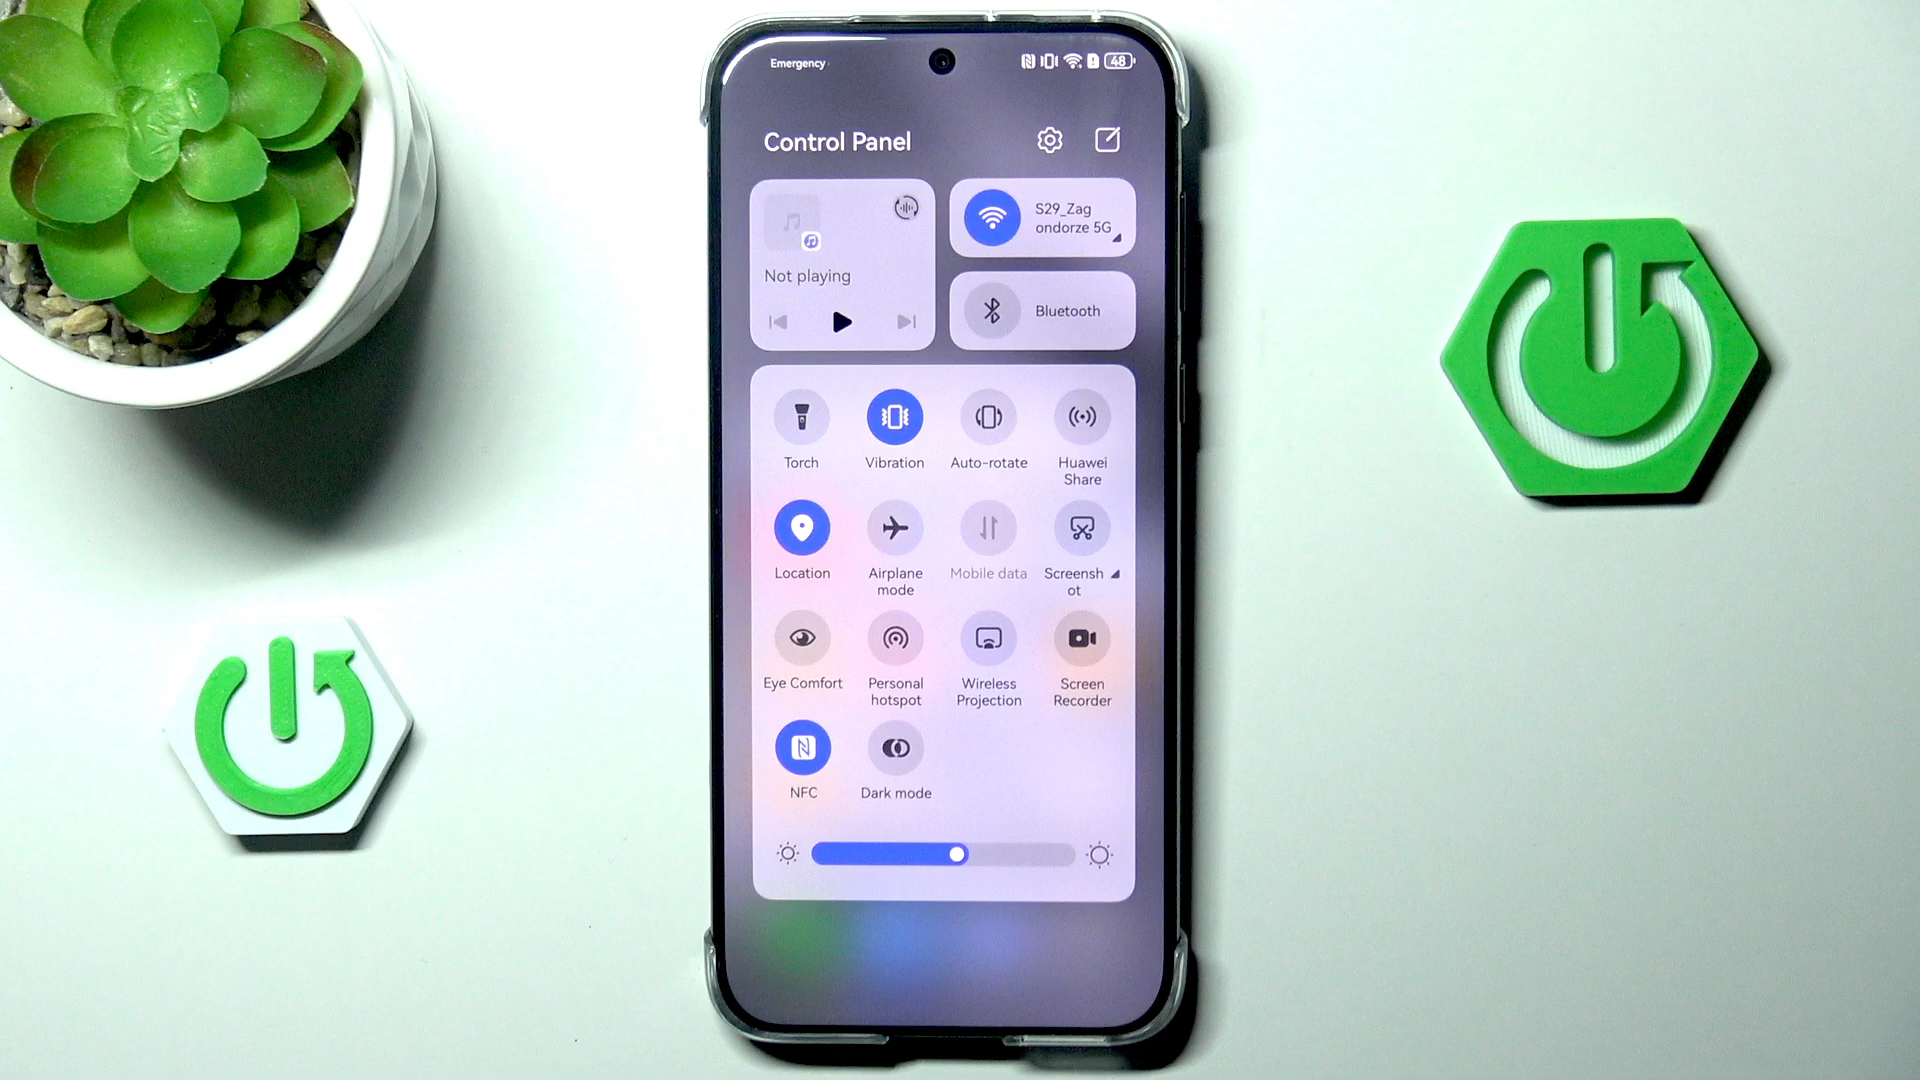 Emergency
48
Control Panel
Not playing
S29_Zag
ondorze 5G
Bluetooth
Torch
Vibration
Auto-rotate
Huawei
Share
Location
Airplane
mode
Mobile data
Screensh
ot
Eye Comfort
Personal
hotspot
Wireless
Projection
Screen
Recorder
NFC
Dark mode